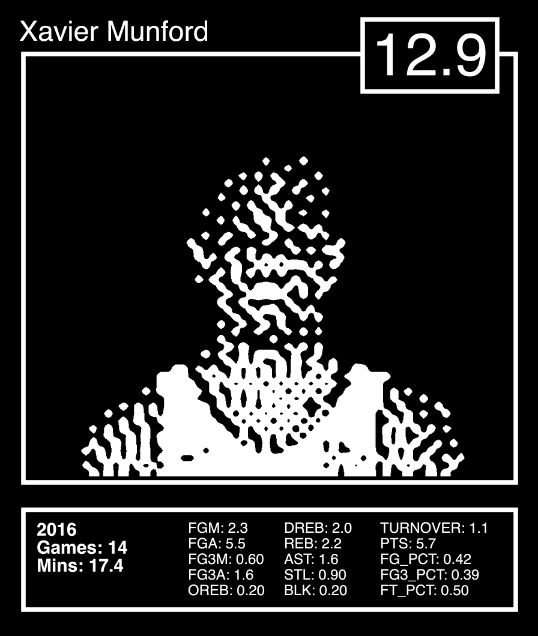 Xavier Munford
12.9
2016
Games: 14
Mins: 17.4
FGM: 2.3
FGA: 5.5
FG3M: 0.60
FG3A: 1.6
OREB: 0.20
DREB: 2.0
REB: 2.2
AST: 1.6
STL: 0.90
BLK: 0.20
TURNOVER: 1.1
PTS: 5.7
FG_PCT: 0.42
FG3_PCT: 0.39
FT_PCT: 0.50